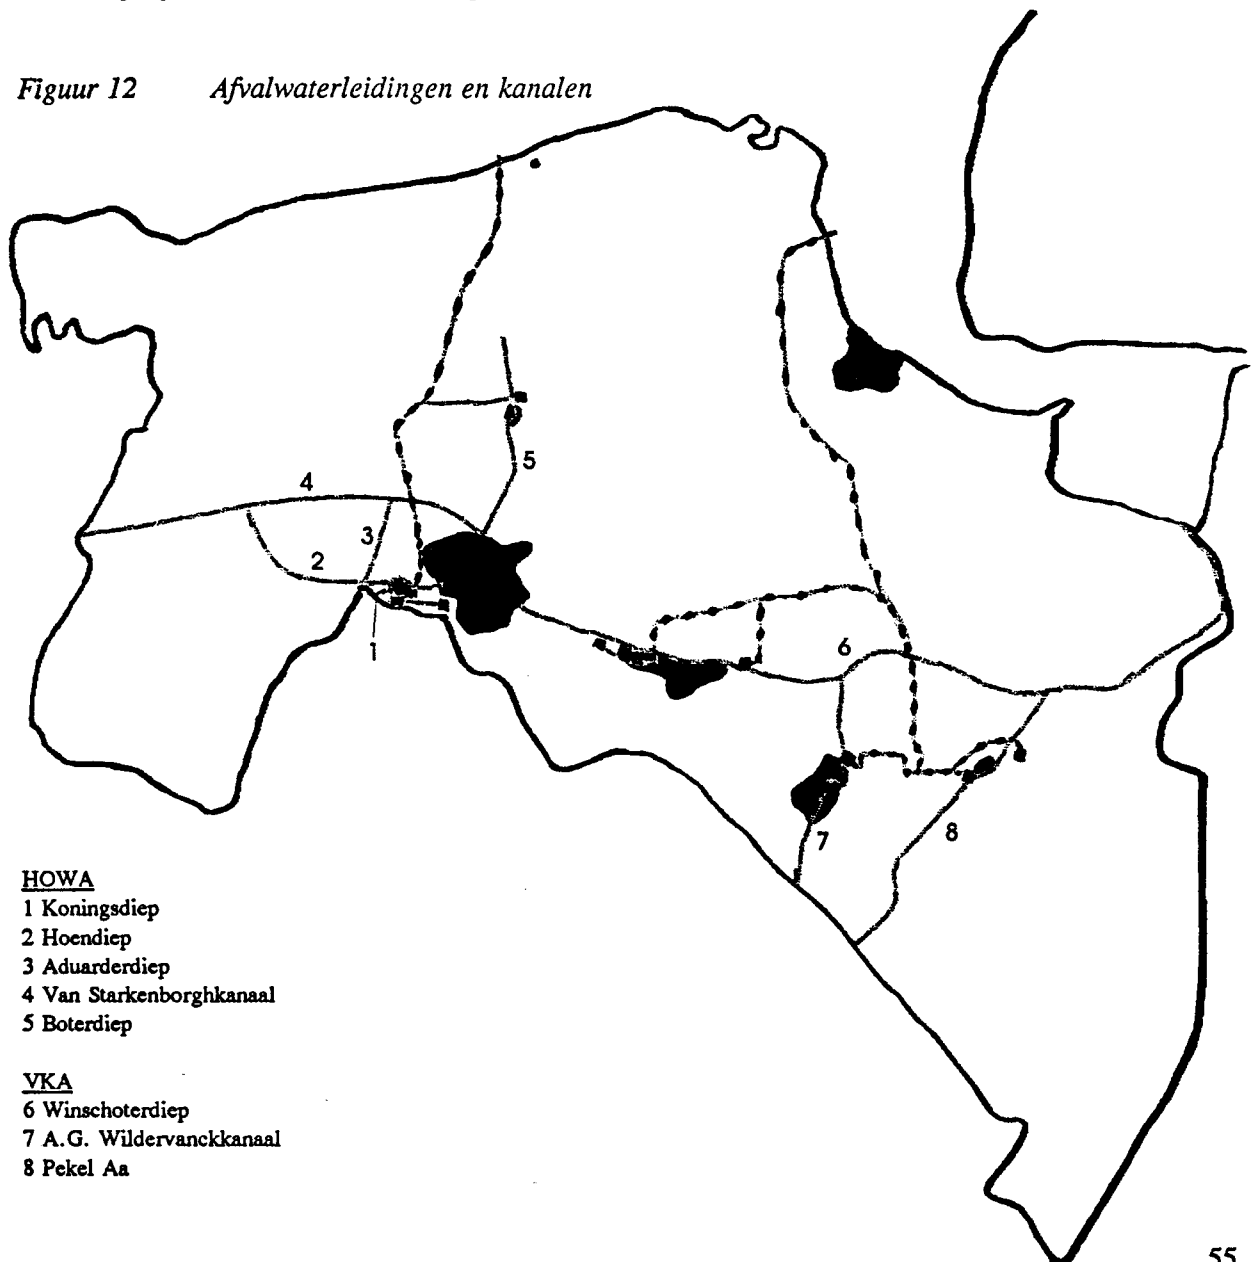 Figuur 12 Afvalwaterleidingen en kanalen
4
5
3
2
1
6
7
8
HOWA
1 Koningsdiep
2 Hoendiep
3 Aduarderdiep
4 Van Starkenborghkanaal
5 Boterdiep
VKA
6 Winschoterdiep
7 A.G. Wildervanckkanaal
8 Pekel Aa
55